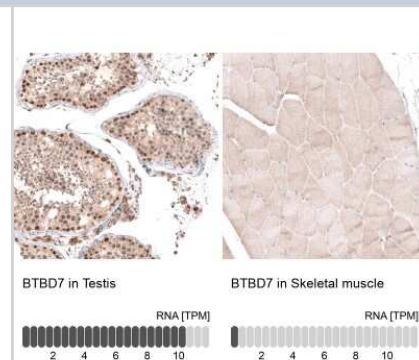 BTBD7 in Testis
BTBD7 in Skeletal muscle
RNA [TPM]
RNA [TPM]
2 4 6 8 10
2 4 6 8 10